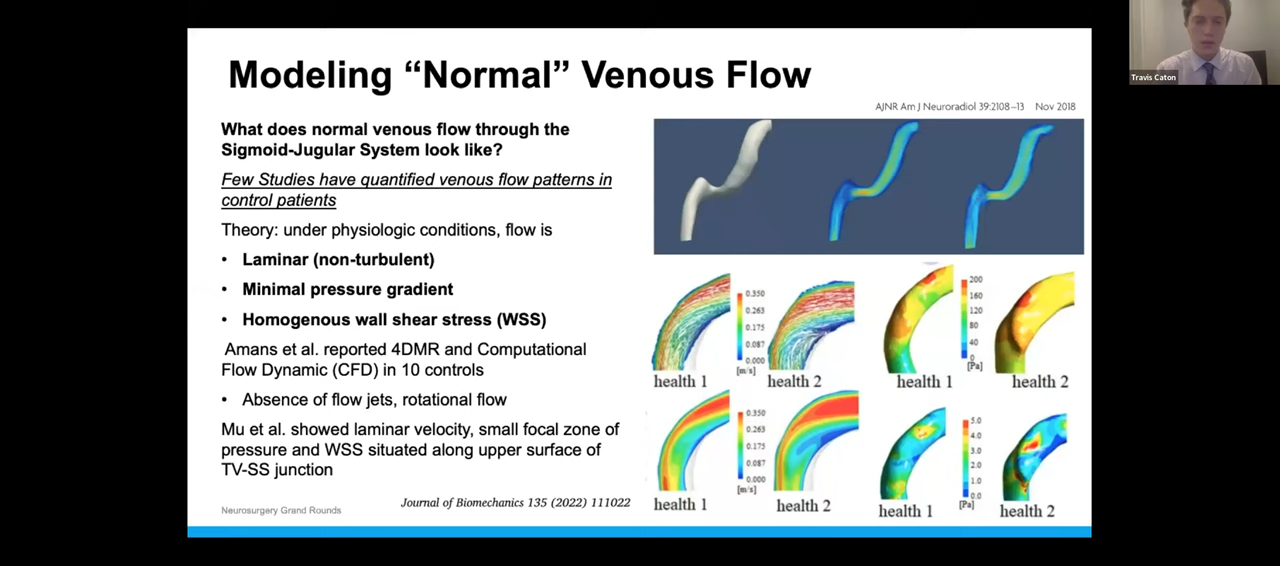 Modeling “Normal” Venous Flow
AJNR Am J Neuroradiol 39:2108–13 Nov 2018
What does normal venous flow through the
Sigmoid-Jugular System look like?
Few Studies have quantified venous flow patterns in
control patients
Theory: under physiologic conditions, flow is
• Laminar (non-turbulent)
• Minimal pressure gradient
• Homogenous wall shear stress (WSS)
Amans et al. reported 4DMR and Computational
Flow Dynamic (CFD) in 10 controls
• Absence of flow jets, rotational flow
Mu et al. showed laminar velocity, small focal zone of
pressure and WSS situated along upper surface of
TV-SS junction
Journal of Biomechanics 135 (2022) 111022
Neurosurgery Grand Rounds
0.350
0.263
0.175
0.087
0.000
[m/s]
health 1
health 2
200
160
120
80
40
0
[Pa]
health 1
health 2
0.350
0.263
0.175
0.087
0.000
[m/s]
health 1
health 2
5.0
4.0
3.0
2.0
1.0
0.0
[Pa]
health 1
health 2
Travis Caton